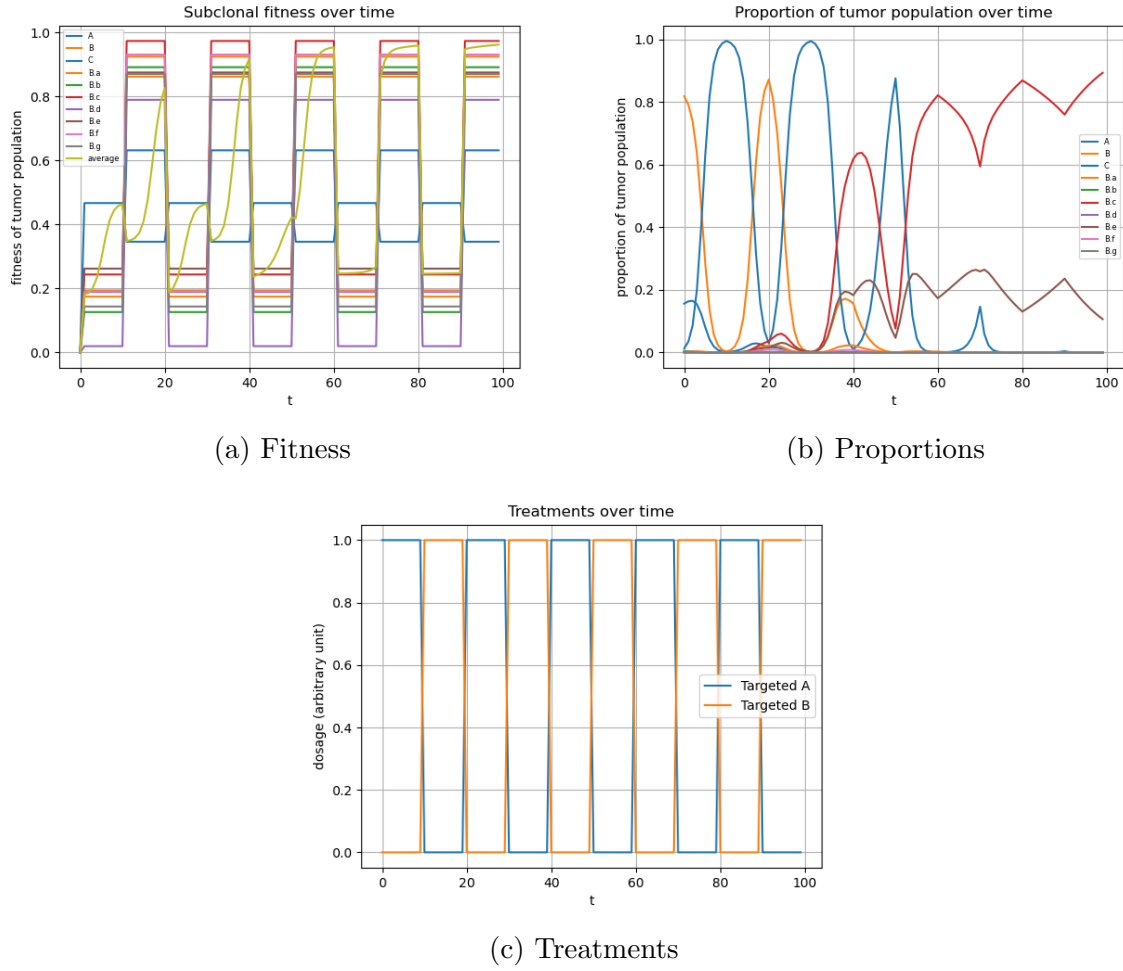 Subclonal fitness over time
fitness of tumor population
1.0
0.8
0.6
0.4
0.2
0.0
A
B
C
B.a
B.b
B.c
B.d
B.e
B.f
B.g
average
0
20
40
60
80
100
t
(a) Fitness
Proportion of tumor population over time
proportion of tumor population
1.0
0.8
0.6
0.4
0.2
0.0
A
B
C
B.a
B.b
B.c
B.d
B.e
B.f
B.g
0
20
40
60
80
100
t
(b) Proportions
Treatments over time
dosage (arbitrary unit)
1.0
0.8
0.6
0.4
0.2
0.0
Targeted A
Targeted B
0
20
40
60
80
100
t
(c) Treatments